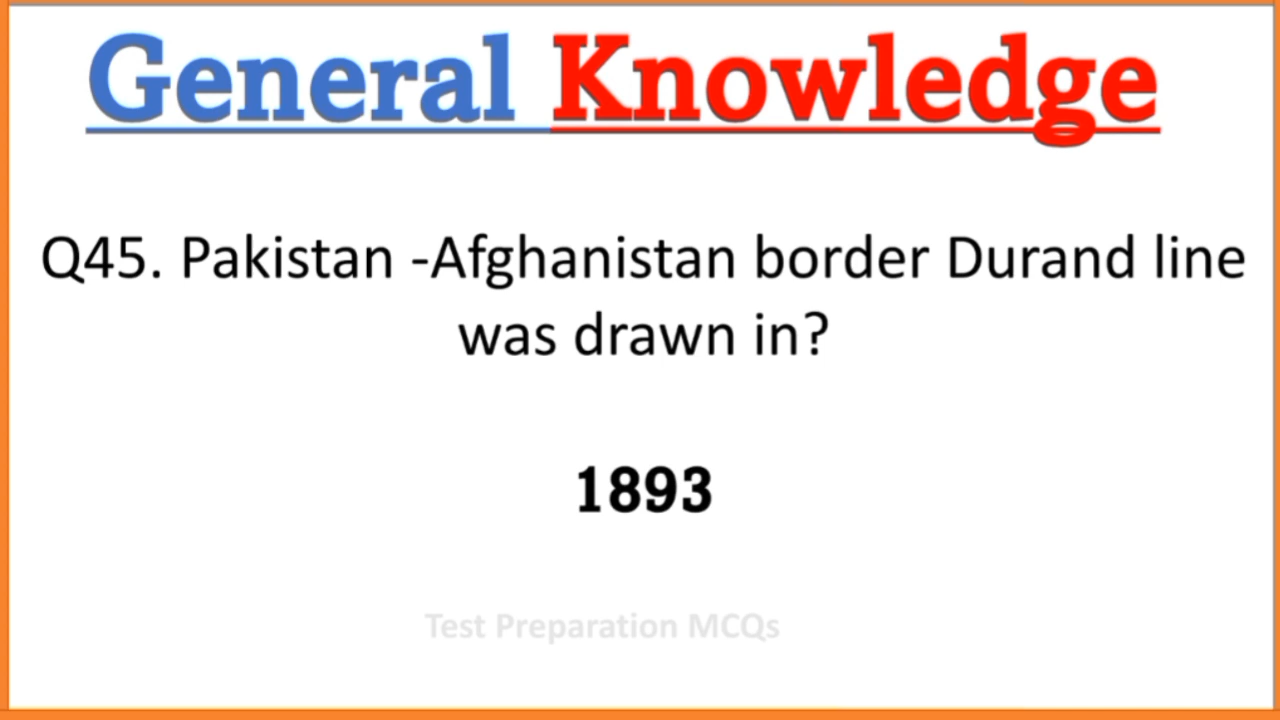 General Knowledge
Q45. Pakistan -Afghanistan border Durand line
was drawn in?
1893
Test Preparation MCQs